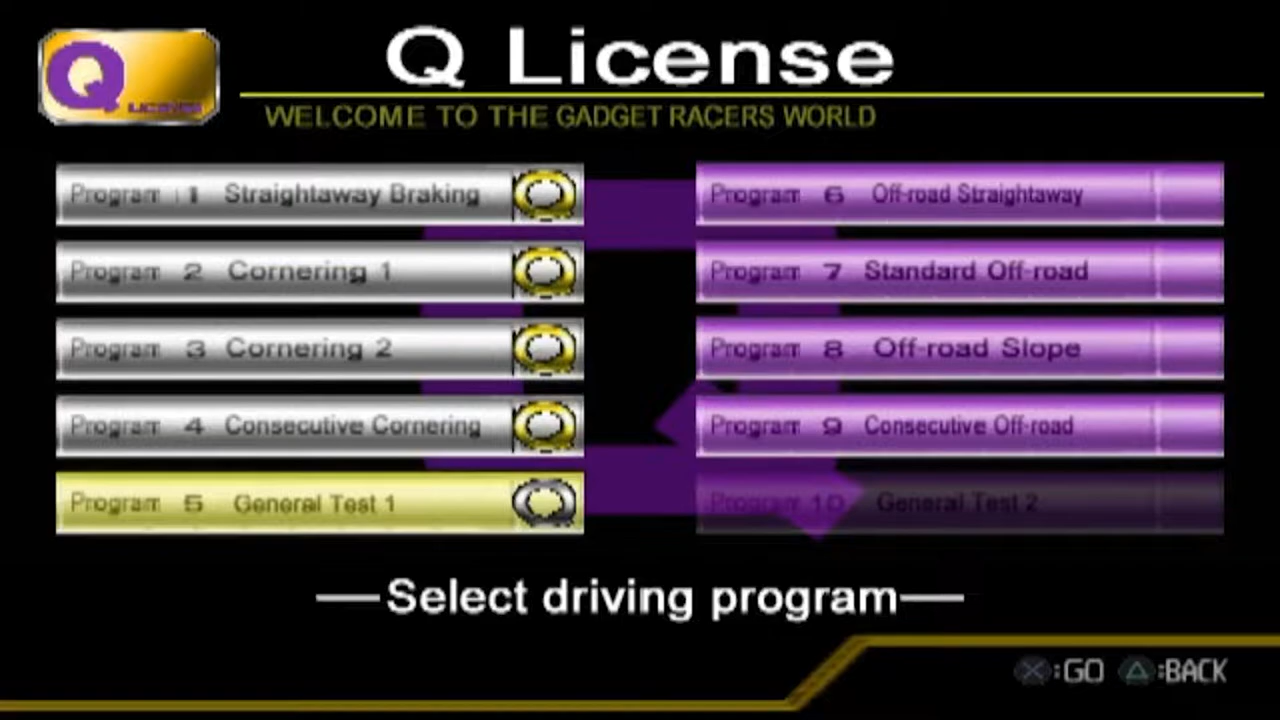 Q LICENSE
Q License
WELCOME TO THE GADGET RACERS WORLD
Program 1 Straightaway Braking
Program 2 Cornering 1
Program 3 Cornering 2
Program 4 Consecutive Cornering
Program 5 General Test 1
Program 6 Off-road Straightaway
Program 7 Standard Off-road
Program 8 Off-road Slope
Program 9 Consecutive Off-road
Program 10 General Test 2
Select driving program
:GO :BACK